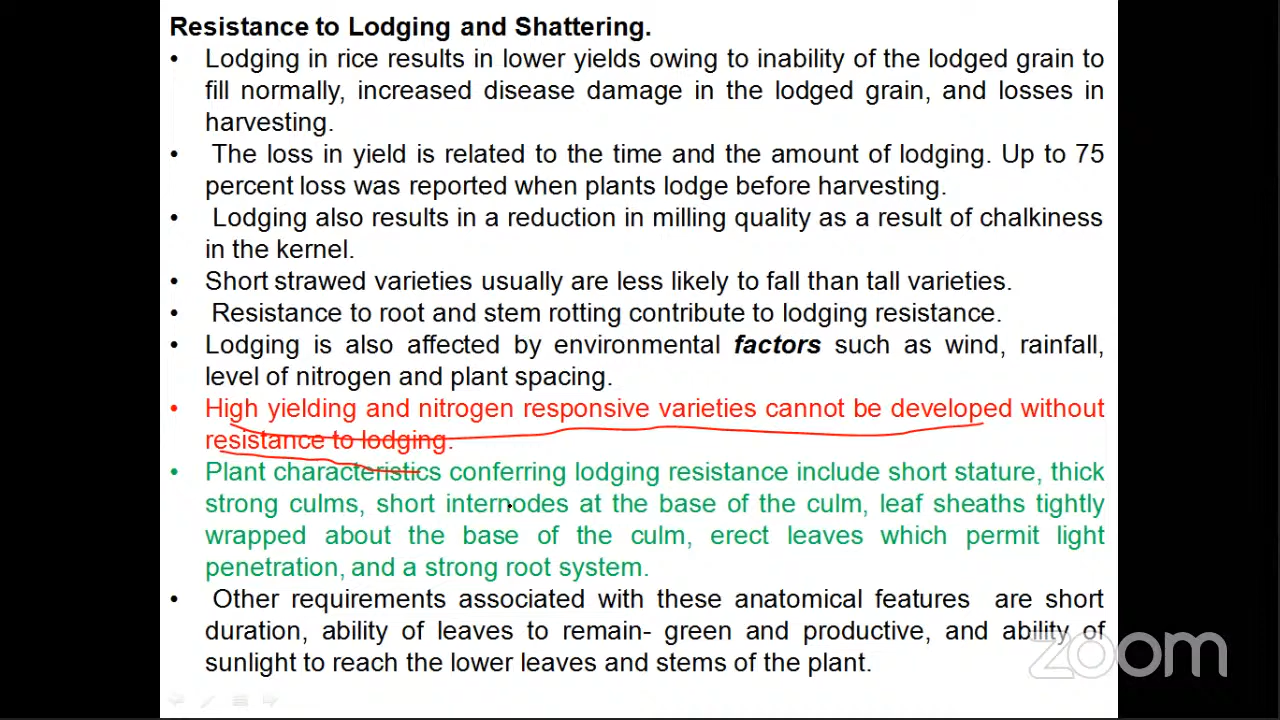 Resistance to Lodging and Shattering.
• Lodging in rice results in lower yields owing to inability of the lodged grain to
fill normally, increased disease damage in the lodged grain, and losses in
harvesting.
• The loss in yield is related to the time and the amount of lodging. Up to 75
percent loss was reported when plants lodge before harvesting.
• Lodging also results in a reduction in milling quality as a result of chalkiness
in the kernel.
• Short strawed varieties usually are less likely to fall than tall varieties.
• Resistance to root and stem rotting contribute to lodging resistance.
• Lodging is also affected by environmental factors such as wind, rainfall,
level of nitrogen and plant spacing.
• High yielding and nitrogen responsive varieties cannot be developed without
resistance to lodging.
• Plant characteristics conferring lodging resistance include short stature, thick
strong culms, short internodes at the base of the culm, leaf sheaths tightly
wrapped about the base of the culm, erect leaves which permit light
penetration, and a strong root system.
• Other requirements associated with these anatomical features are short
duration, ability of leaves to remain- green and productive, and ability of
sunlight to reach the lower leaves and stems of the plant.
zoom